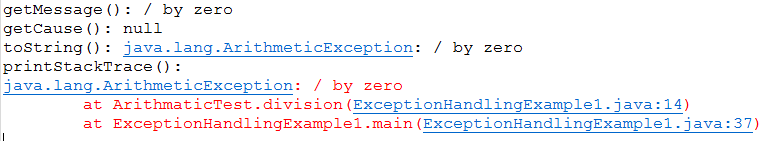 getMessage(): / by zero
getCause(): null
toString(): java.lang.ArithmeticException: / by zero
printStackTrace():
java.lang.ArithmeticException: / by zero
at ArithmaticTest.division(ExceptionHandlingExample1.java:14)
at ExceptionHandlingExample1.main(ExceptionHandlingExample1.java:37)